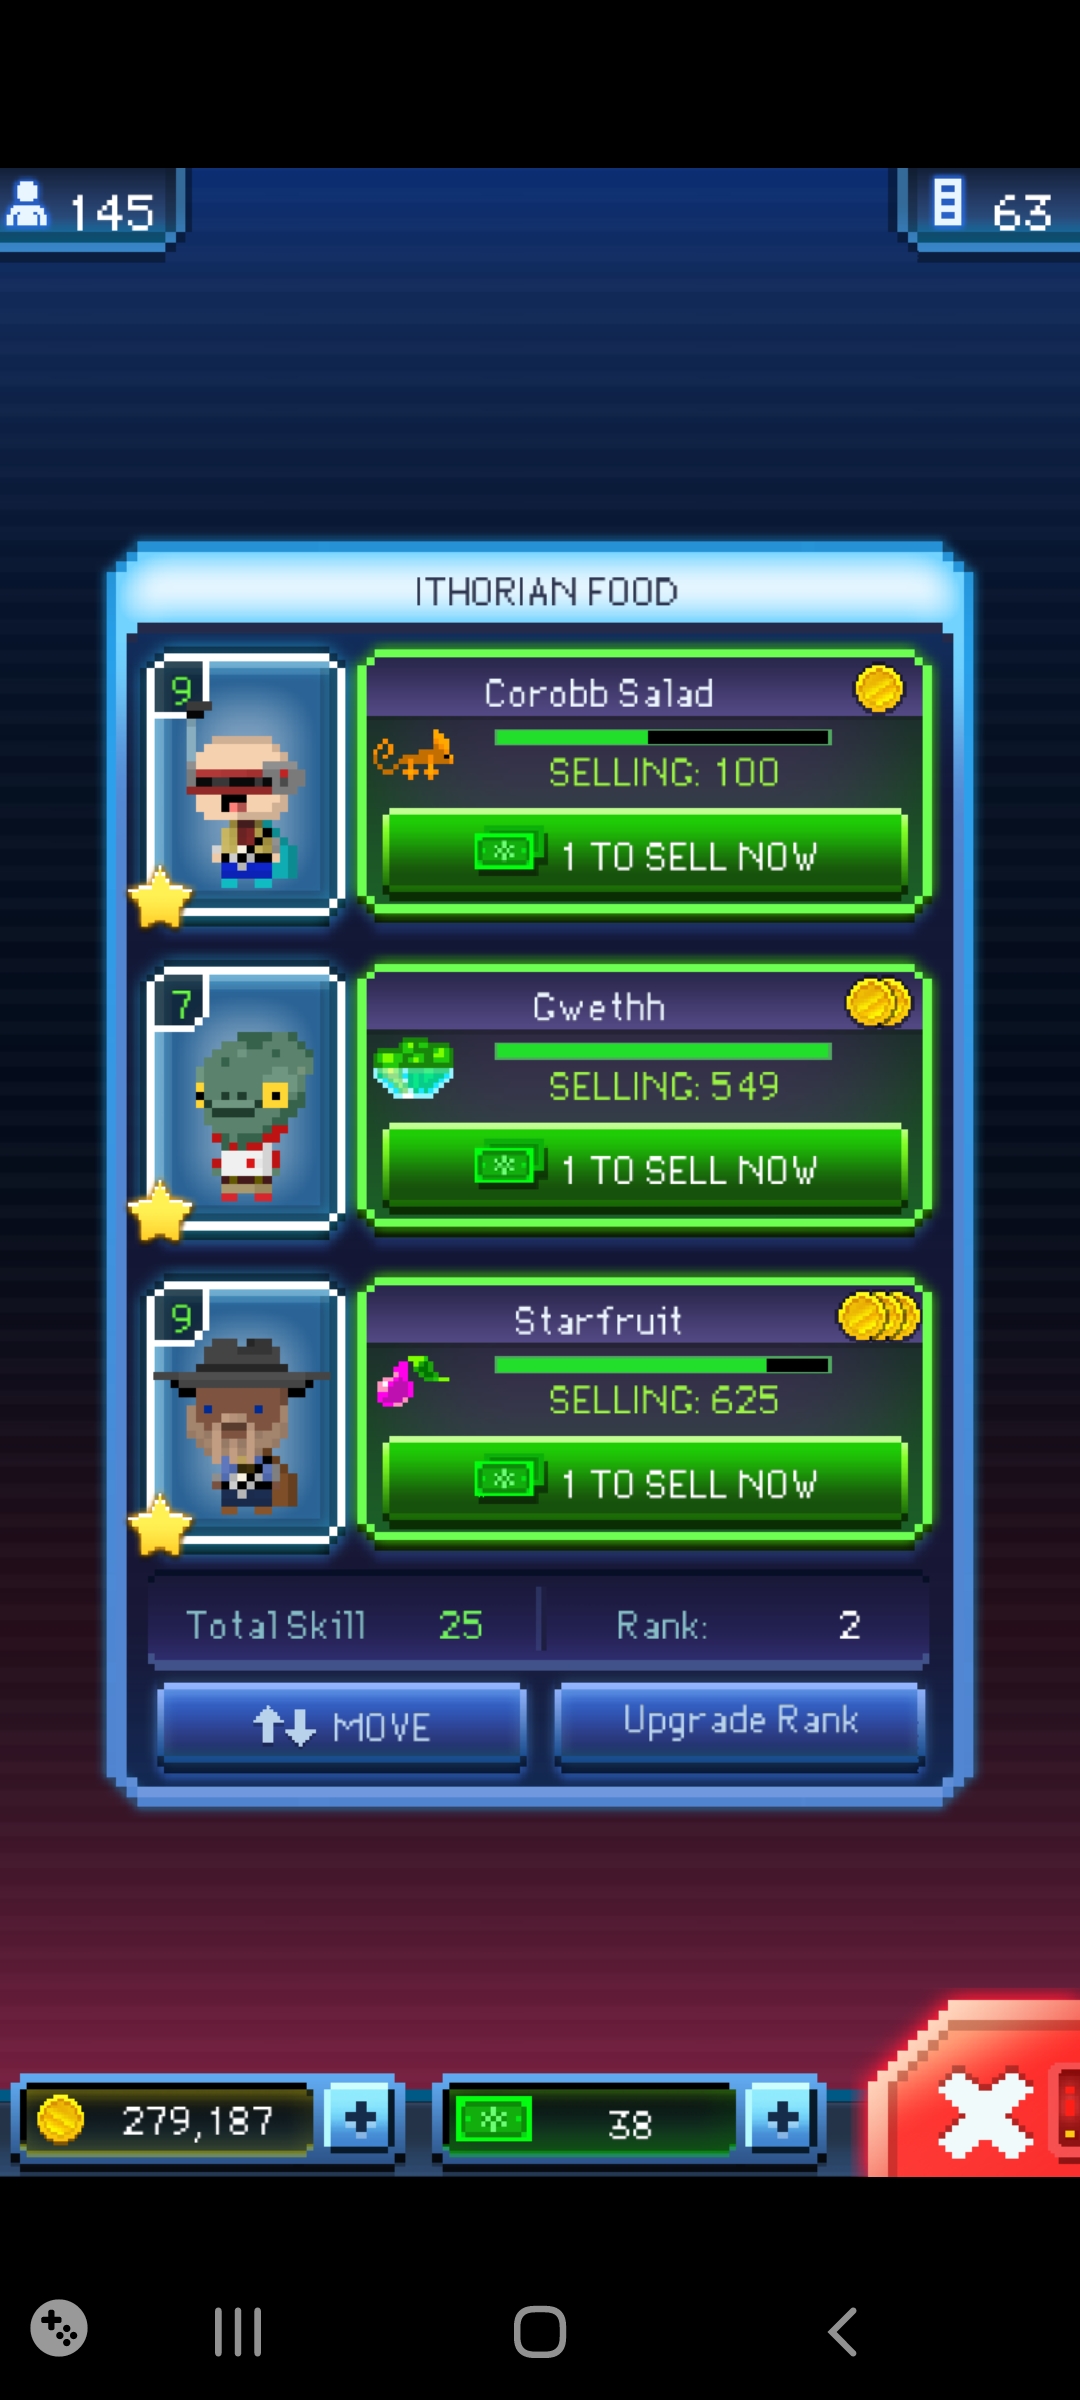 145
63
ITHORIAN FOOD
9
Corobb Salad
SELLING: 100
1 TO SELL NOW
7
Gwethh
SELLING: 549
1 TO SELL NOW
9
Starfruit
SELLING: 625
1 TO SELL NOW
Total Skill 25 Rank: 2
MOVE Upgrade Rank
279,187 38